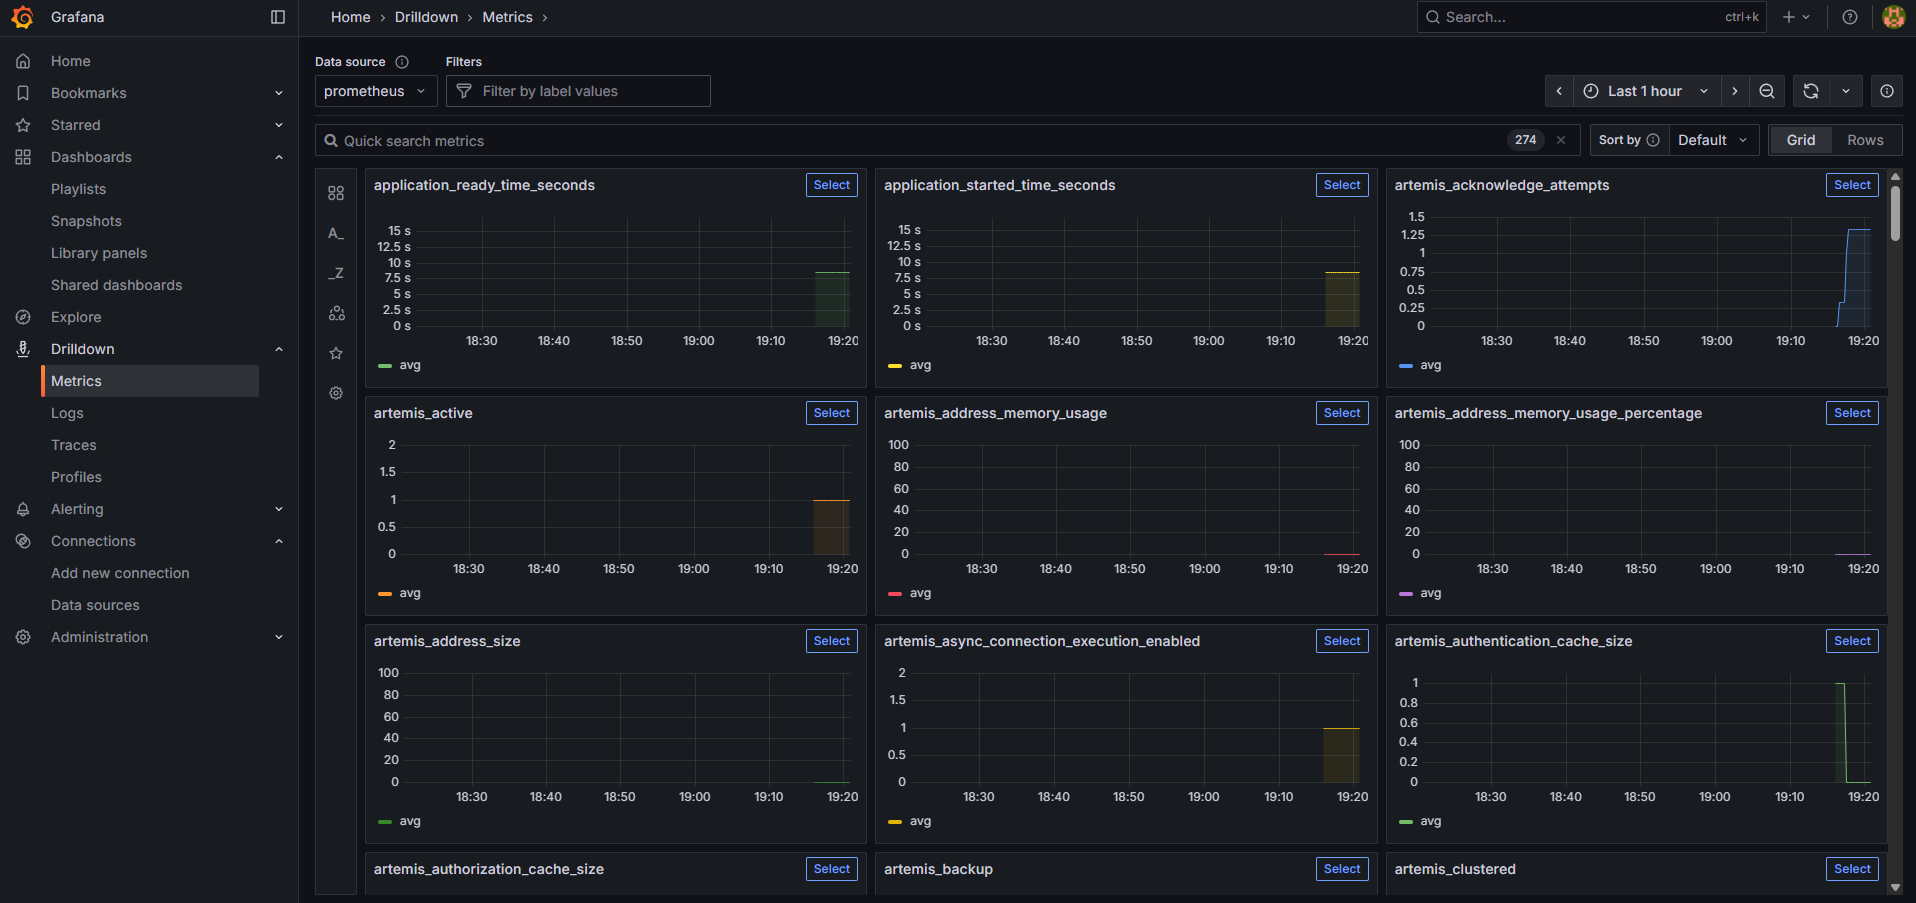 Grafana
Home › Drilldown › Metrics ›
Search... ctrl+k
Home
Bookmarks
Starred
Dashboards
Playlists
Snapshots
Library panels
Shared dashboards
Explore
Drilldown
Metrics
Logs
Traces
Profiles
Alerting
Connections
Add new connection
Data sources
Administration
Data source Filters
prometheus Filter by label values
Last 1 hour
Quick search metrics 274 Sort by Default Grid Rows
A_
_Z
application_ready_time_seconds Select
15 s
12.5 s
10 s
7.5 s
5 s
2.5 s
0 s
18:30 18:40 18:50 19:00 19:10 19:20
avg
application_started_time_seconds Select
15 s
12.5 s
10 s
7.5 s
5 s
2.5 s
0 s
18:30 18:40 18:50 19:00 19:10 19:20
avg
artemis_acknowledge_attempts Select
1.5
1.25
1
0.75
0.5
0.25
0
18:30 18:40 18:50 19:00 19:10 19:20
avg
artemis_active Select
2
1.5
1
0.5
0
18:30 18:40 18:50 19:00 19:10 19:20
avg
artemis_address_memory_usage Select
100
80
60
40
20
0
18:30 18:40 18:50 19:00 19:10 19:20
avg
artemis_address_memory_usage_percentage Select
100
80
60
40
20
0
18:30 18:40 18:50 19:00 19:10 19:20
avg
artemis_address_size Select
100
80
60
40
20
0
18:30 18:40 18:50 19:00 19:10 19:20
avg
artemis_async_connection_execution_enabled Select
2
1.5
1
0.5
0
18:30 18:40 18:50 19:00 19:10 19:20
avg
artemis_authentication_cache_size Select
1
0.8
0.6
0.4
0.2
0
18:30 18:40 18:50 19:00 19:10 19:20
avg
artemis_authorization_cache_size Select
artemis_backup Select
artemis_clustered Select